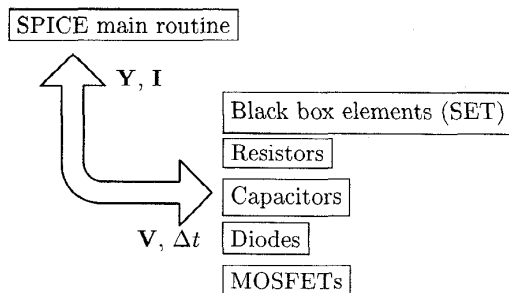 SPICE main routine
Y, I
Black box elements (SET)
Resistors
Capacitors
V, Δt
Diodes
MOSFETs